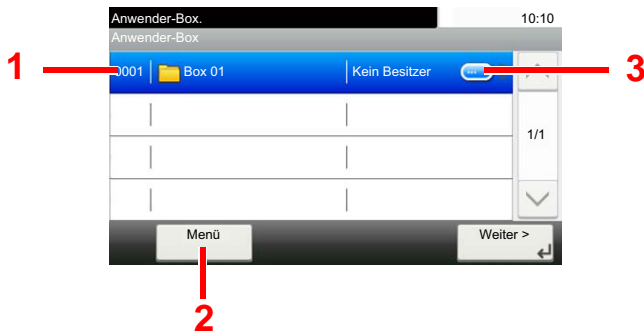 Anwender-Box.
10:10
Anwender-Box
1
0001
Box 01
Kein Besitzer
...
3
1/1
Menü
Weiter >
2